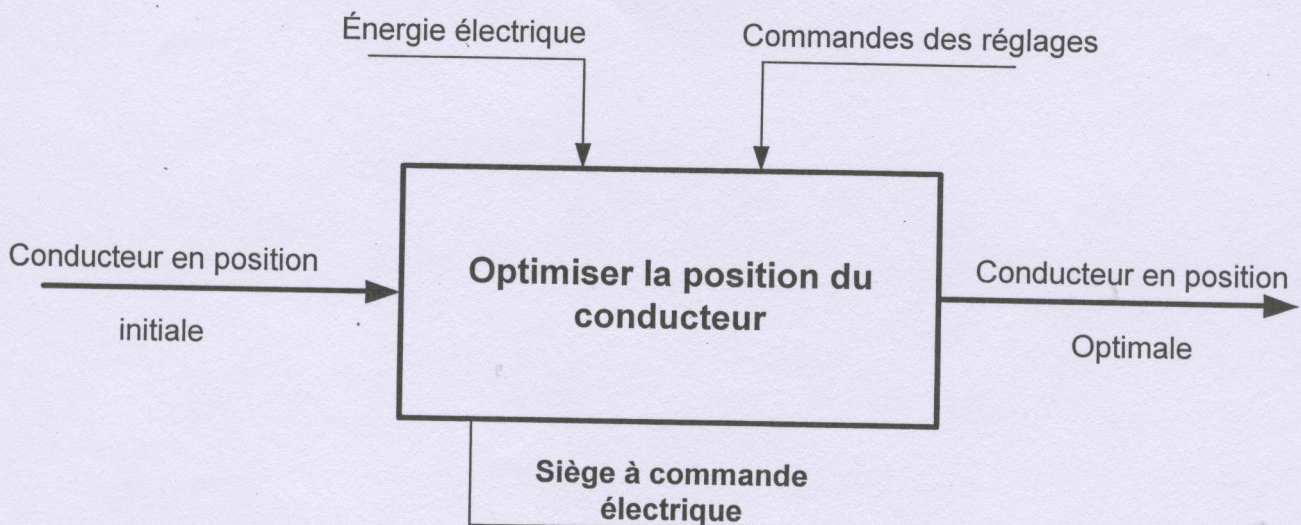 Énergie électrique
Commandes des réglages
Conducteur en position
initiale
Optimiser la position du
conducteur
Conducteur en position
Optimale
Siège à commande
électrique